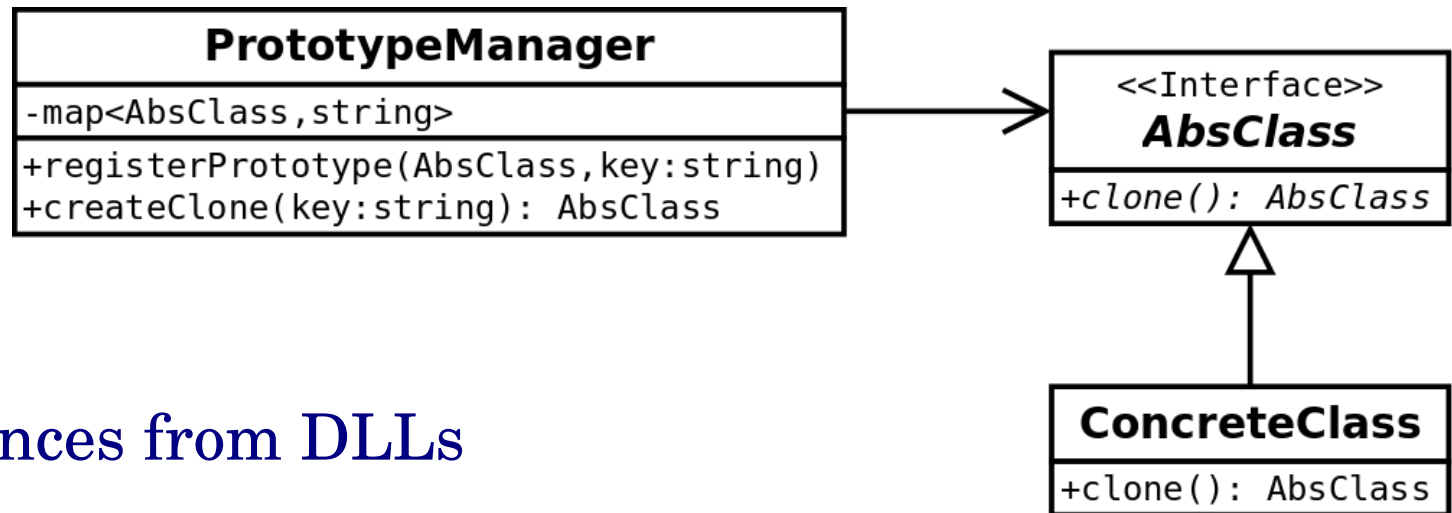 PrototypeManager
-map<AbsClass,string>
+registerPrototype(AbsClass,key:string)
+createClone(key:string): AbsClass
<<Interface>>
AbsClass
+clone(): AbsClass
ConcreteClass
+clone(): AbsClass
from DLLs